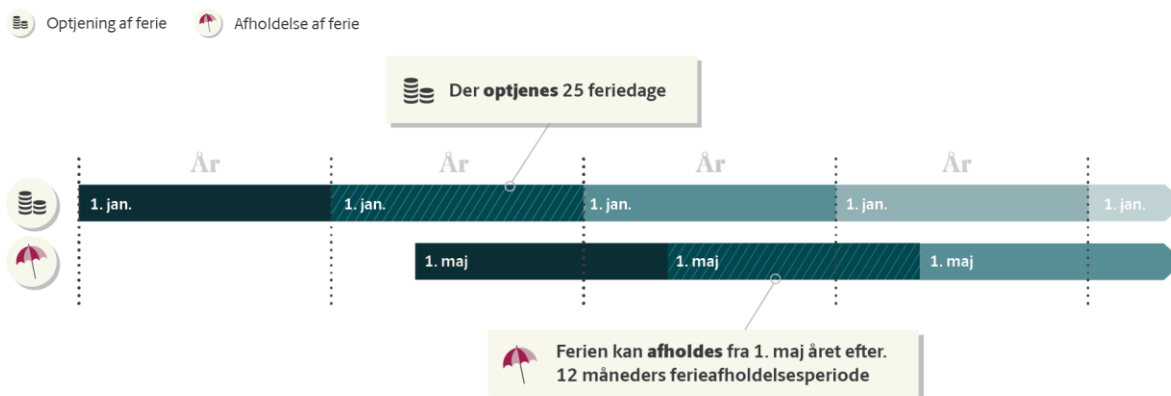 Optjening af ferie
Afholdelse af ferie
Der optjenes 25 feriedage
År
År
År
År
1. jan.
1. jan.
1. jan.
1. jan.
1. jan.
1. maj
1. maj
1. maj
Ferien kan afholdes fra 1. maj året efter.
12 måneders ferieafholdelsesperiode